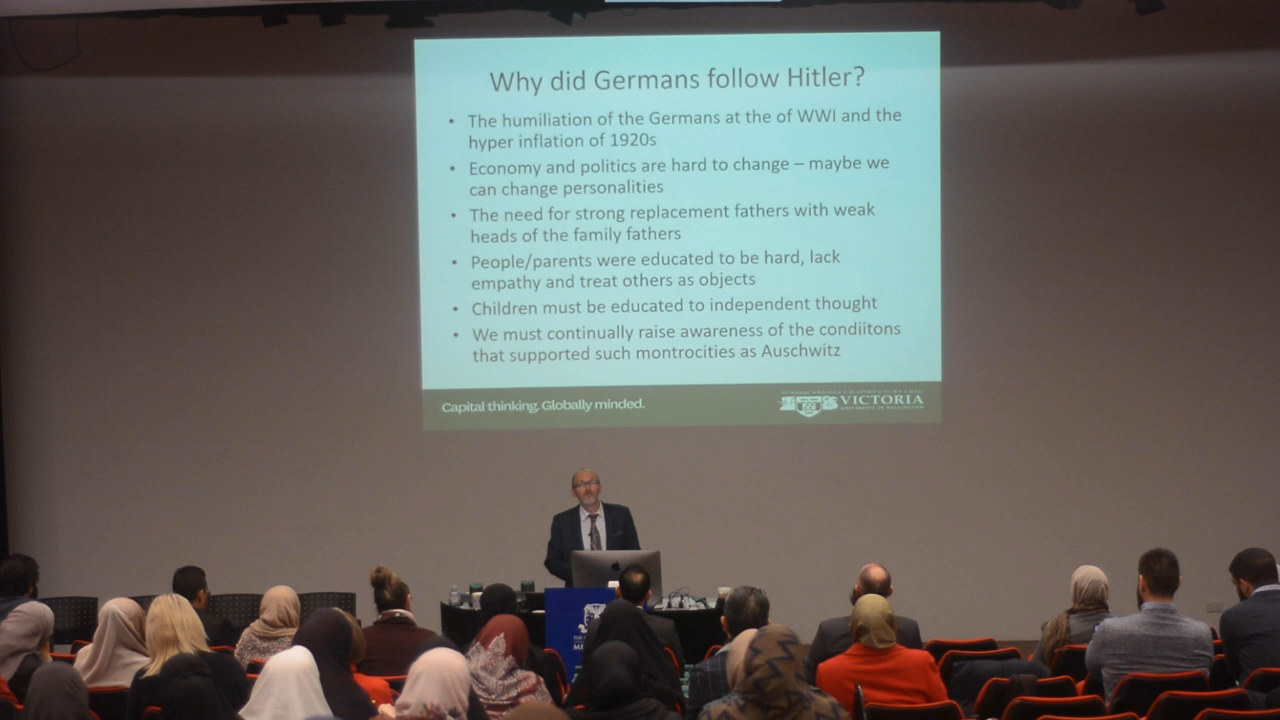 Why did Germans follow Hitler?
• The humiliation of the Germans at the of WWI and the
hyper inflation of 1920s
• Economy and politics are hard to change – maybe we
can change personalities
• The need for strong replacement fathers with weak
heads of the family fathers
• People/parents were educated to be hard, lack
empathy and treat others as objects
• Children must be educated to independent thought
• We must continually raise awareness of the condiitons
that supported such montrocities as Auschwitz
Capital thinking. Globally minded.
VICTORIA
UNIVERSITY OF WELLINGTON